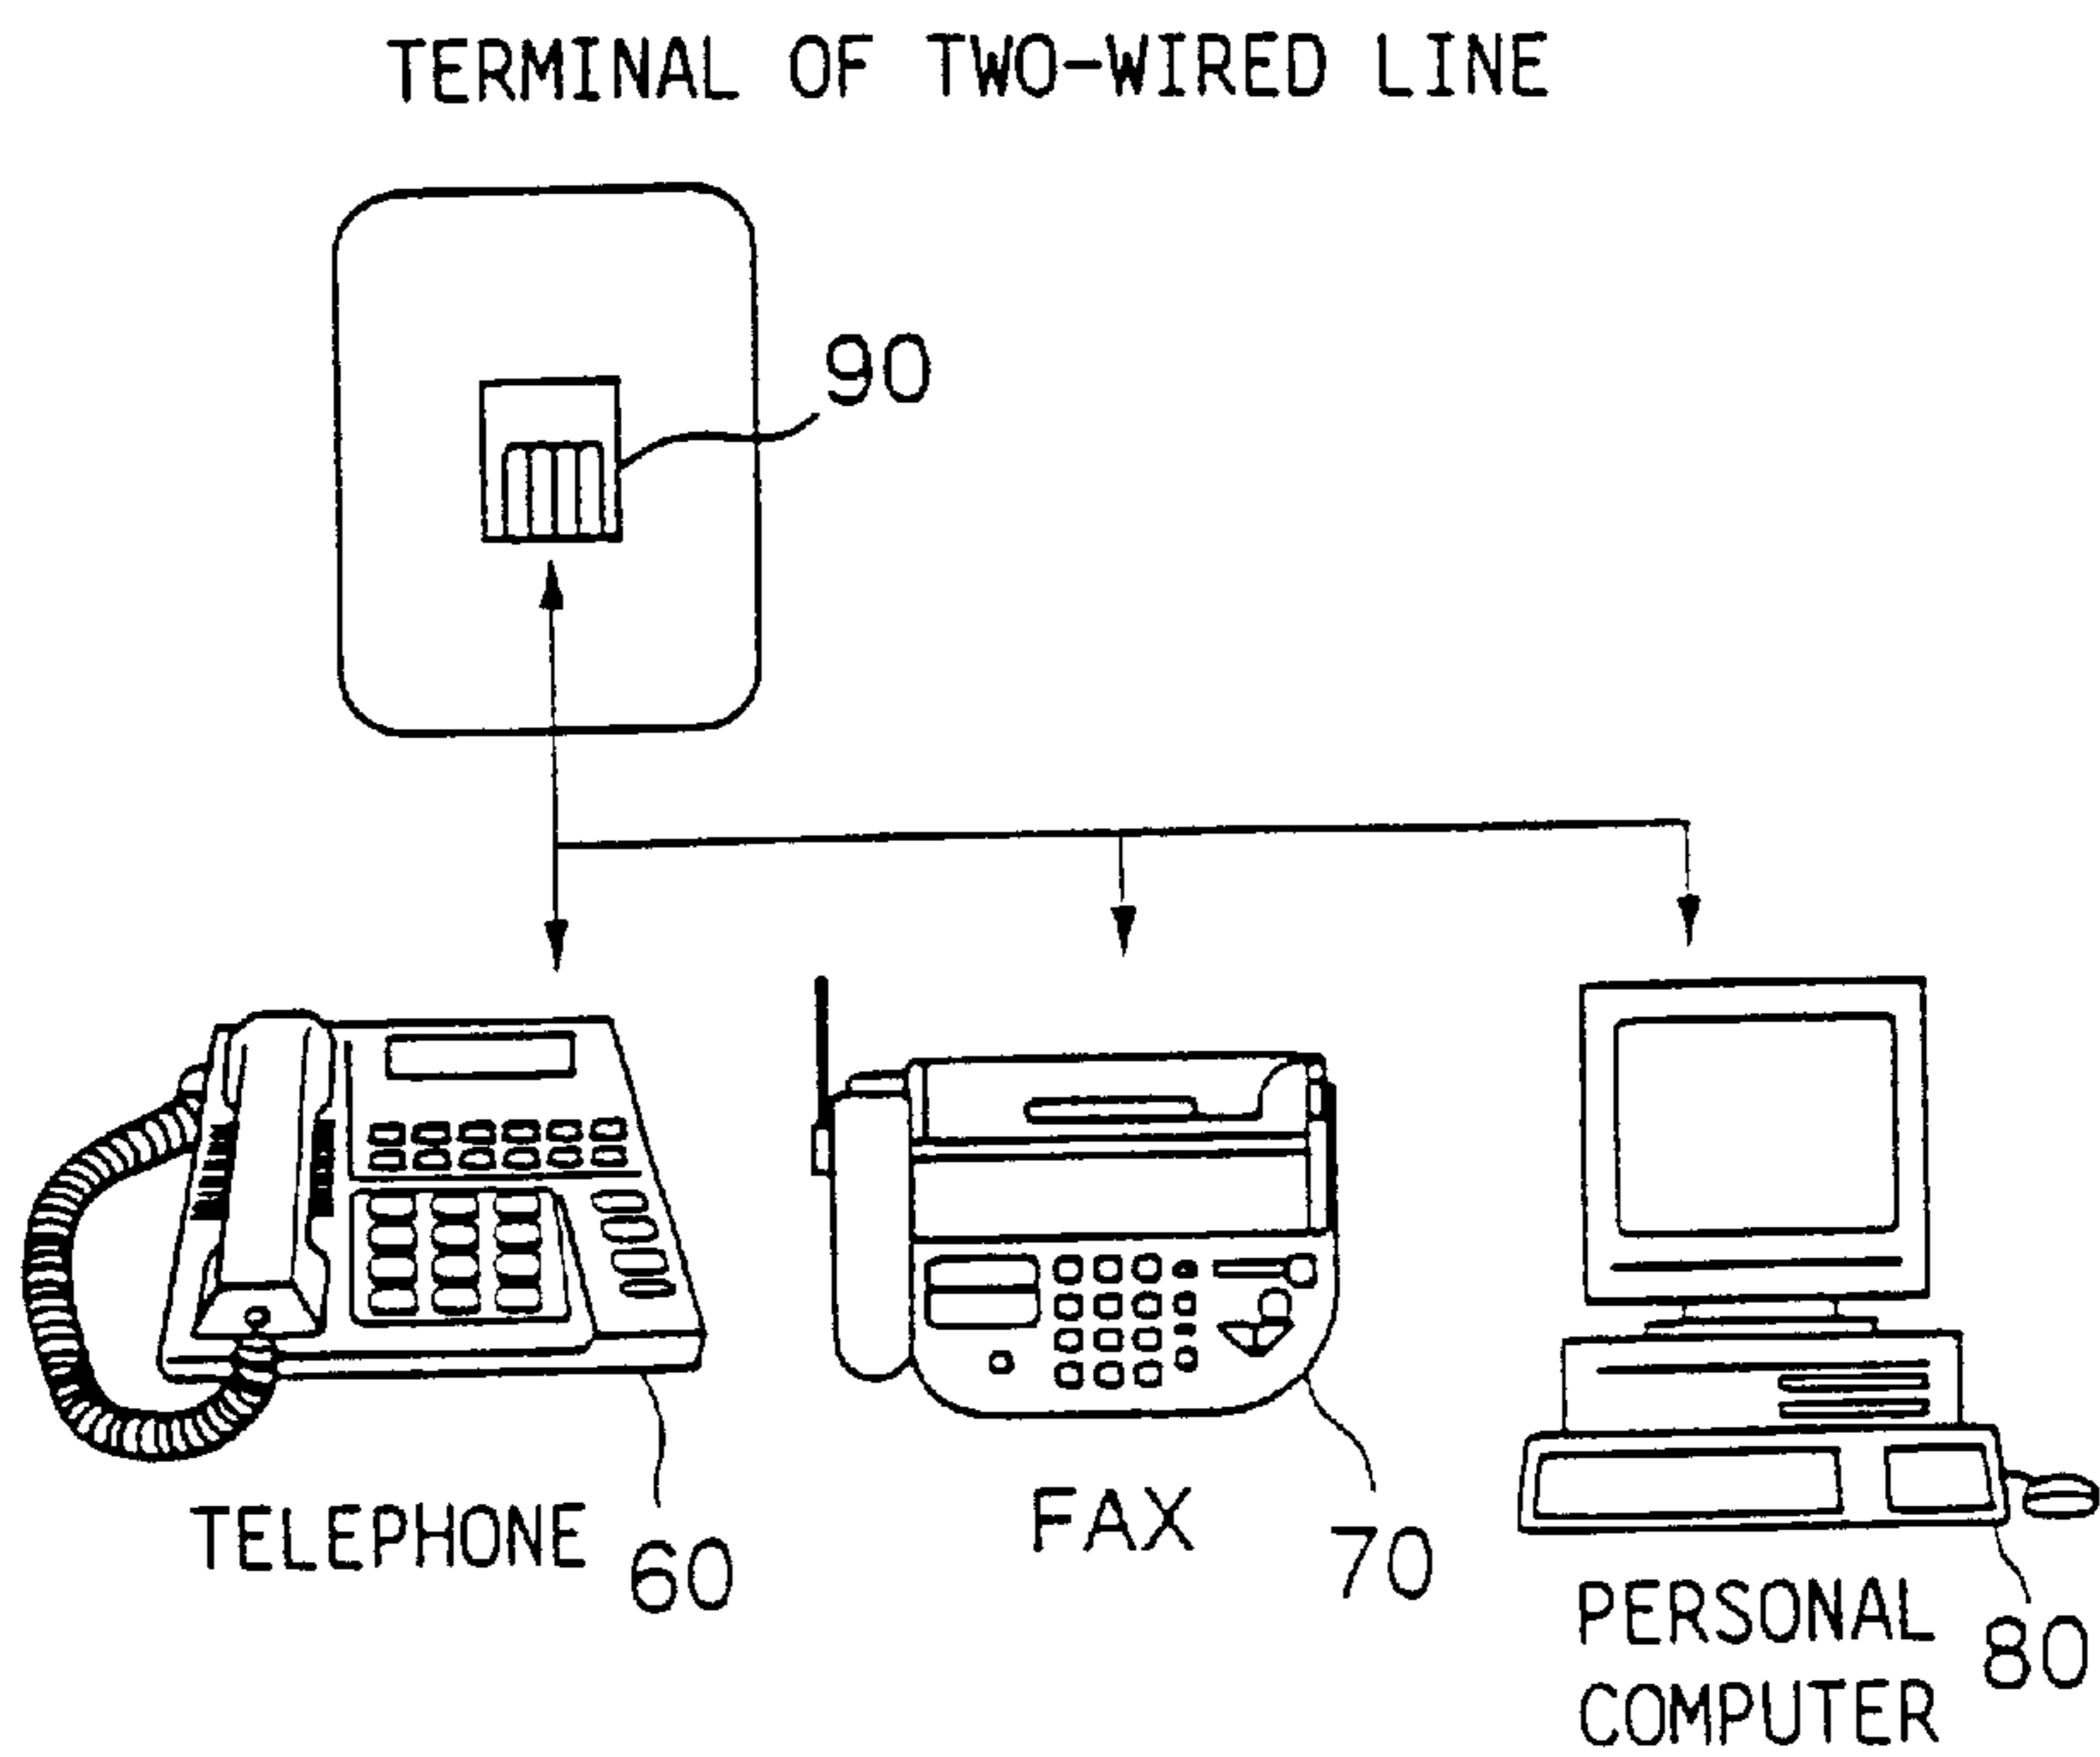 TERMINAL OF TWO-WIRED LINE
90
TELEPHONE
60
FAX
70
PERSONAL
COMPUTER
80